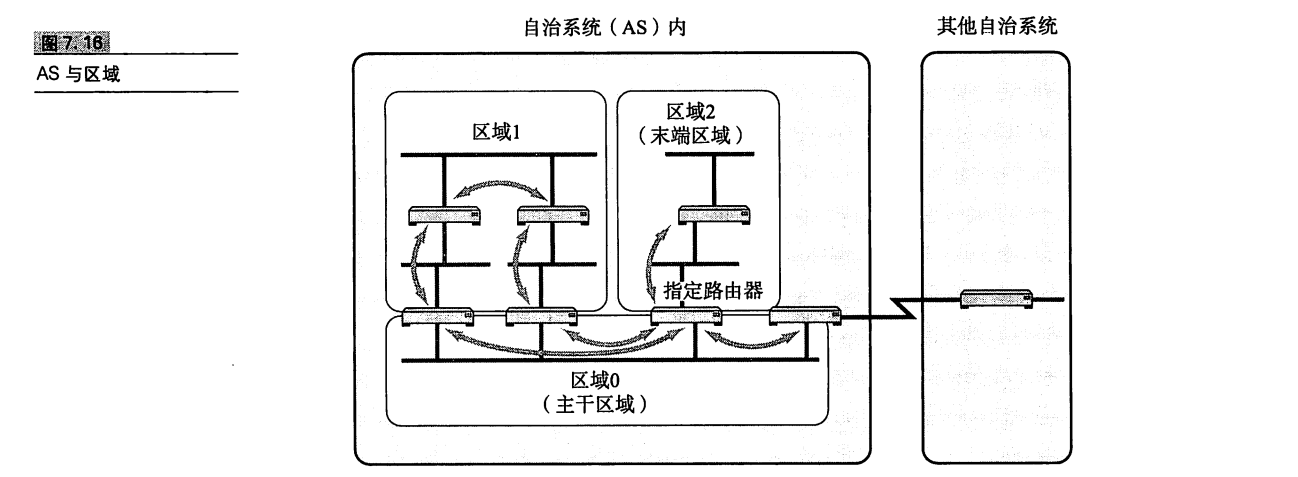 图7.16
AS 与区域
自治系统（AS）内
其他自治系统
区域1
区域2
（末端区域）
指定路由器
区域0
（主干区域）